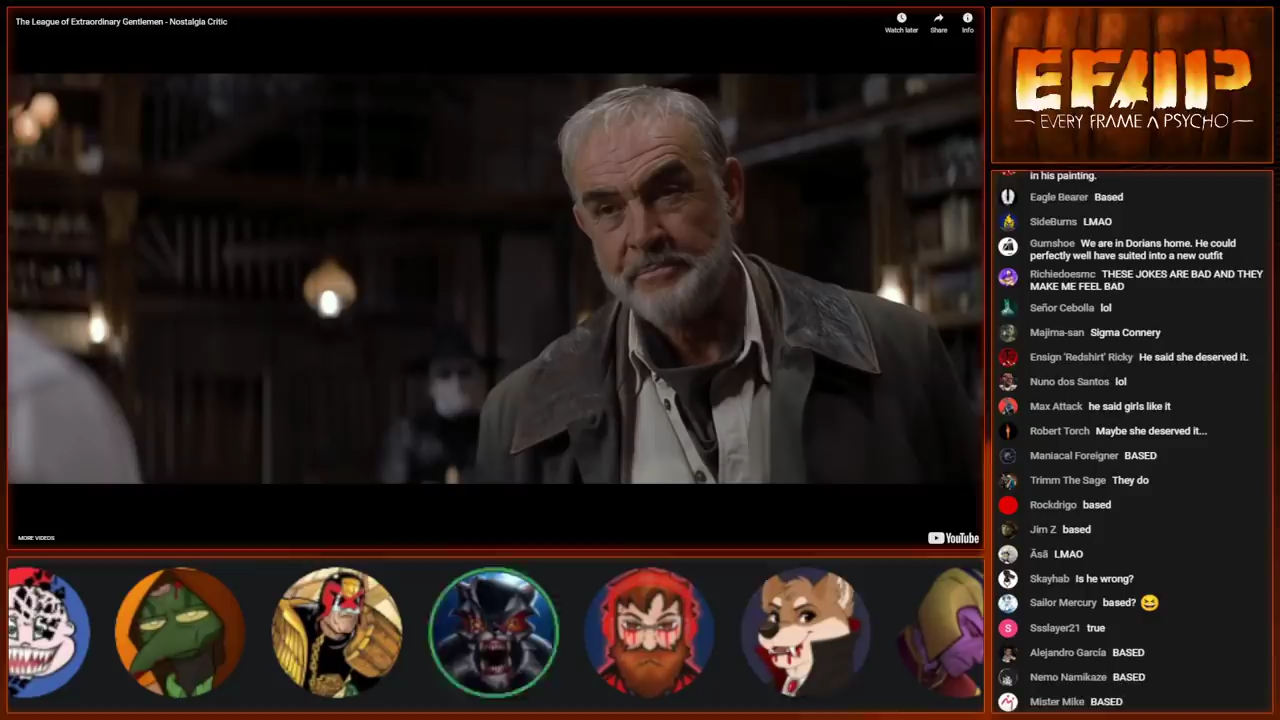 The League of Extraordinary Gentlemen - Nostalgia Critic
Watch later
Share
Info
MORE VIDEOS
YouTube
EFAP
EVERY FRAME A PSYCHO
in his painting.
Eagle Bearer Based
SideBurns LMAO
Gumshoe We are in Dorians home. He could
perfectly well have suited into a new outfit
Richiedoesmc THESE JOKES ARE BAD AND THEY
MAKE ME FEEL BAD
Señor Cebolla lol
Majima-san Sigma Connery
Ensign 'Redshirt' Ricky He said she deserved it.
Nuno dos Santos lol
Max Attack he said girls like it
Robert Torch Maybe she deserved it...
Maniacal Foreigner BASED
Trimm The Sage They do
Rockdrigo based
Jim Z based
Āsā LMAO
Skayhab Is he wrong?
Sailor Mercury based? 😆
S
Ssslayer21 true
Alejandro García BASED
Nemo Namikaze BASED
Mister Mike BASED